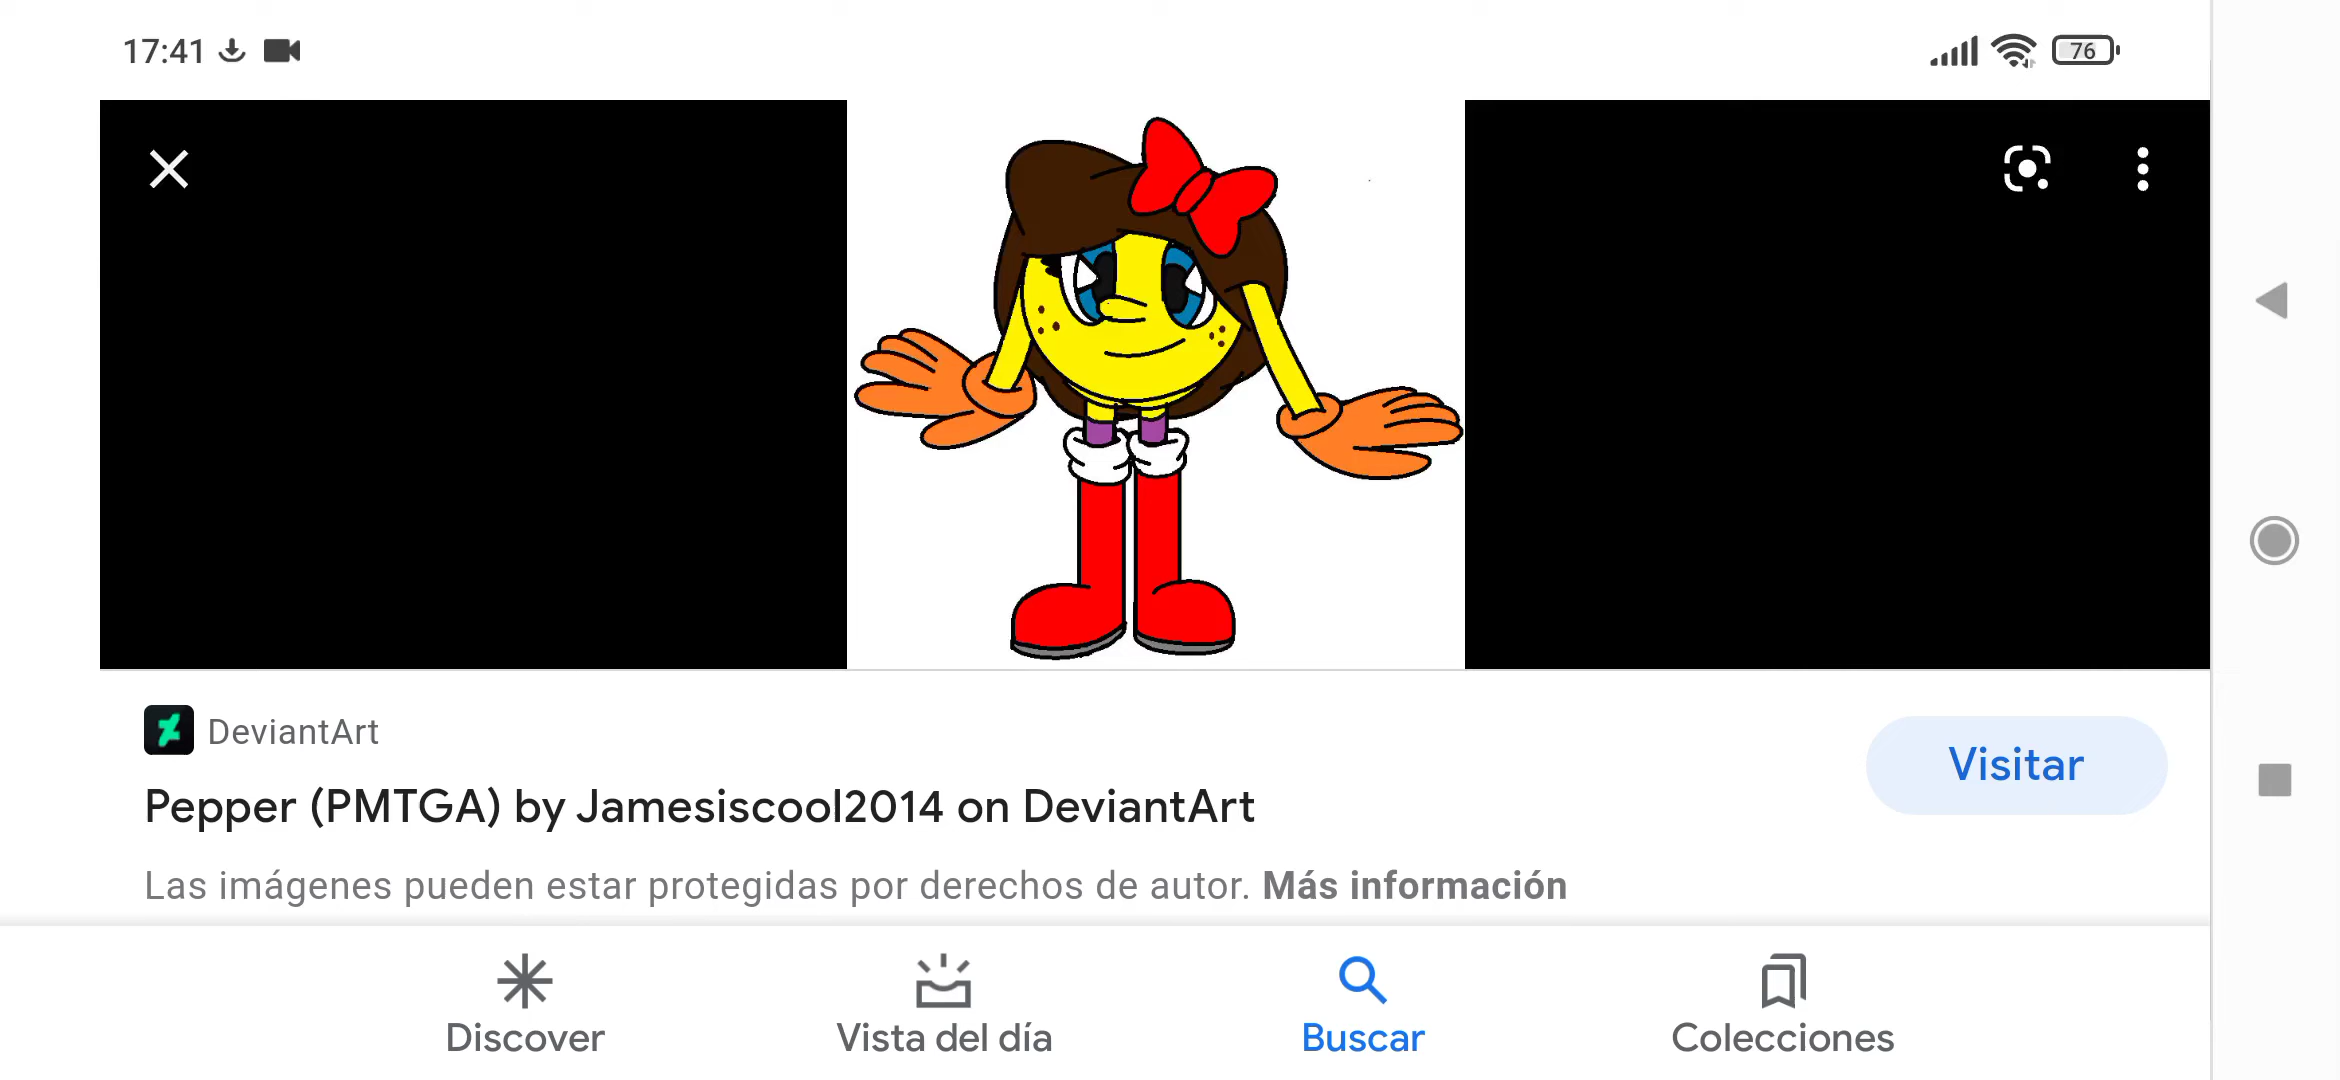 17:41
76
DeviantArt
Pepper (PMTGA) by Jamesiscool2014 on DeviantArt
Visitar
Las imágenes pueden estar protegidas por derechos de autor. Más información
Discover
Vista del día
Buscar
Colecciones